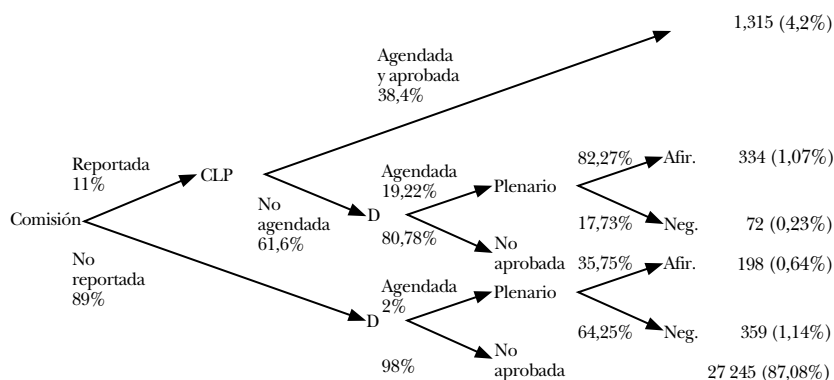 1,315 (4,2%)
Agendada
y aprobada
38,4%
Reportada
11%
CLP
Agendada
19,22%
Plenario
82,27%
Afir.
334 (1,07%)
Comisión
No
agendada
61,6%
D
80,78%
No
aprobada
17,73%
Neg.
72 (0,23%)
No
reportada
89%
35,75%
Afir.
198 (0,64%)
Agendada
2%
Plenario
D
64,25%
Neg.
359 (1,14%)
98%
No
aprobada
27 245 (87,08%)